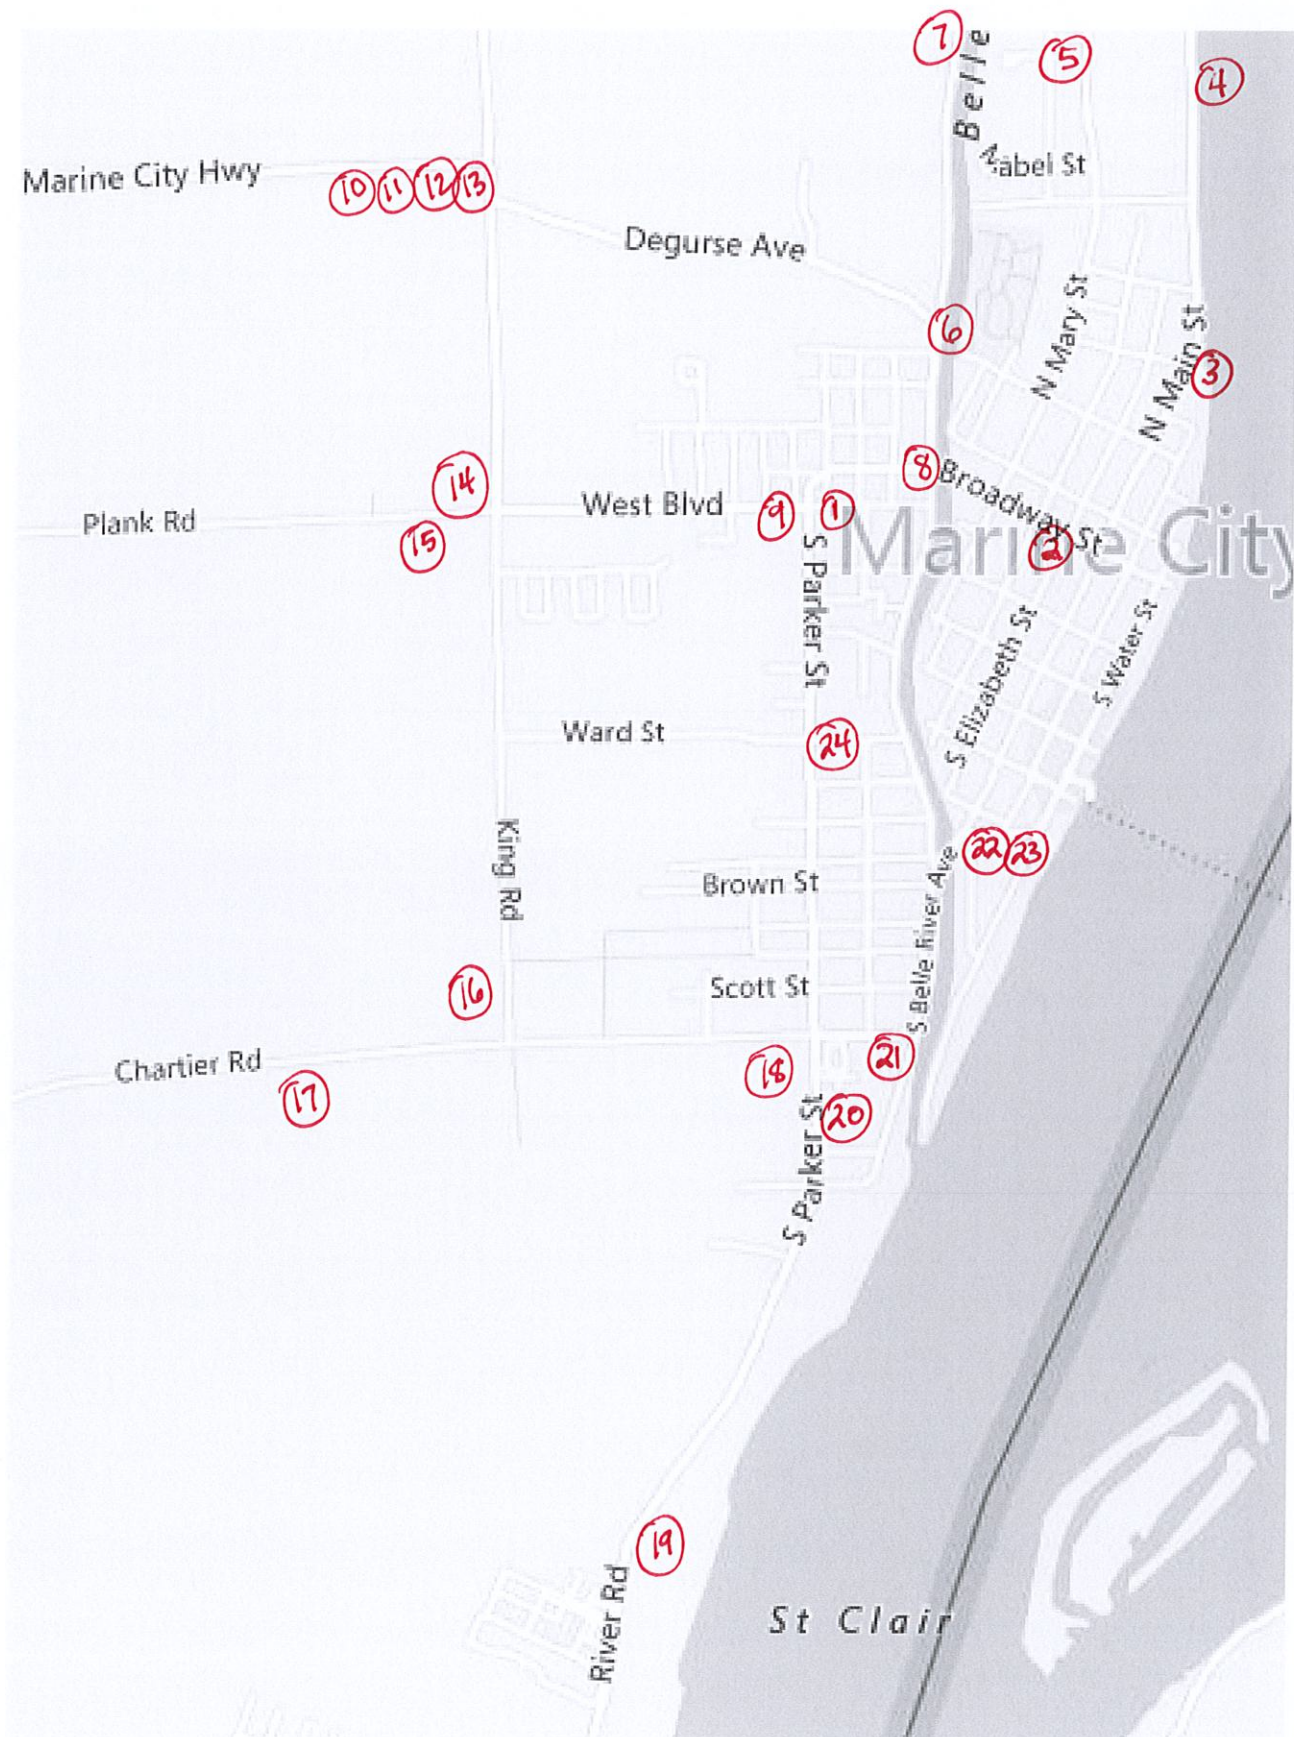 7
Belle
5
4
Marine City Hwy
10 11 12 13
Abel St
Degurse Ave
6
N Mary St
N Main St
3
14
8
Broadway St
Plank Rd
15
West Blvd
9
1
2
Marine City
S Parker St
S Elizabeth St
S Water St
Ward St
24
King Rd
22 23
Brown St
S Belle River Ave
16
Scott St
Chartier Rd
17
18
21
20
S Parker St
19
River Rd
St Clair